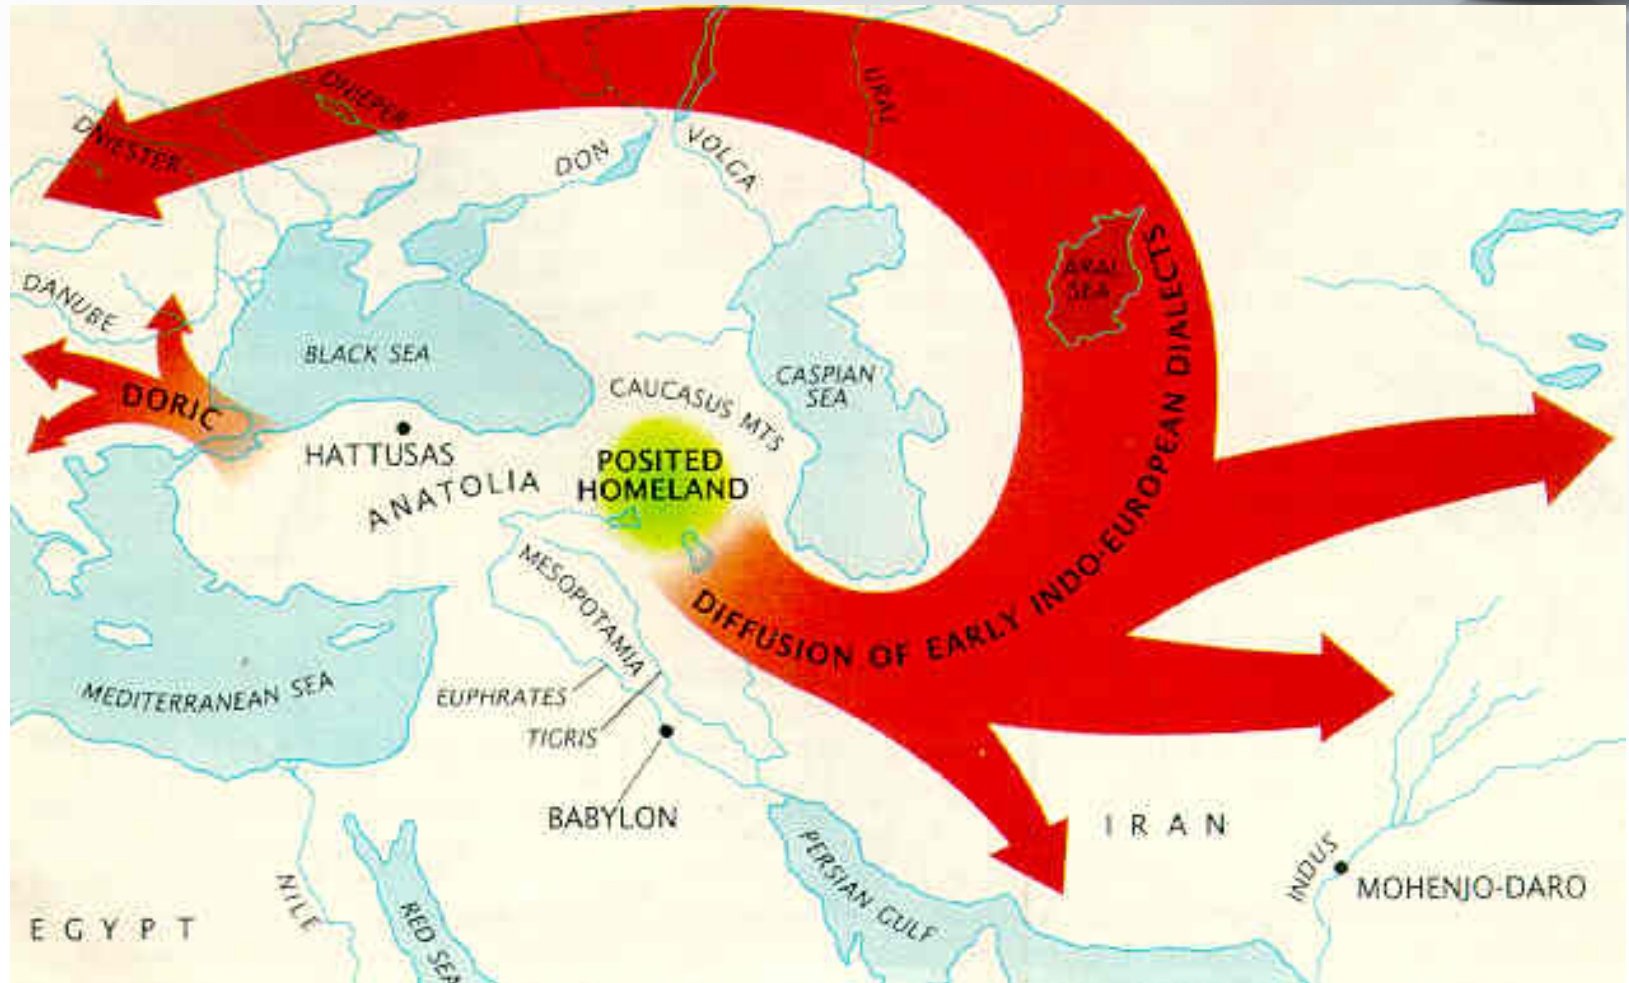 DNIEPER
DNIESTER
DON
VOLGA
URAL
DANUBE
BLACK SEA
CASPIAN
SEA
ARAL
SEA
DORIC
HATTUSAS
ANATOLIA
CAUCASUS MTS
POSITED
HOMELAND
DIFFUSION OF EARLY INDO-EUROPEAN DIALECTS
MESOPOTAMIA
MEDITERRANEAN SEA
EUPHRATES
TIGRIS
BABYLON
PERSIAN GULF
IRAN
INDUS
MOHENJO-DARO
NILE
RED SEA
EGYPT